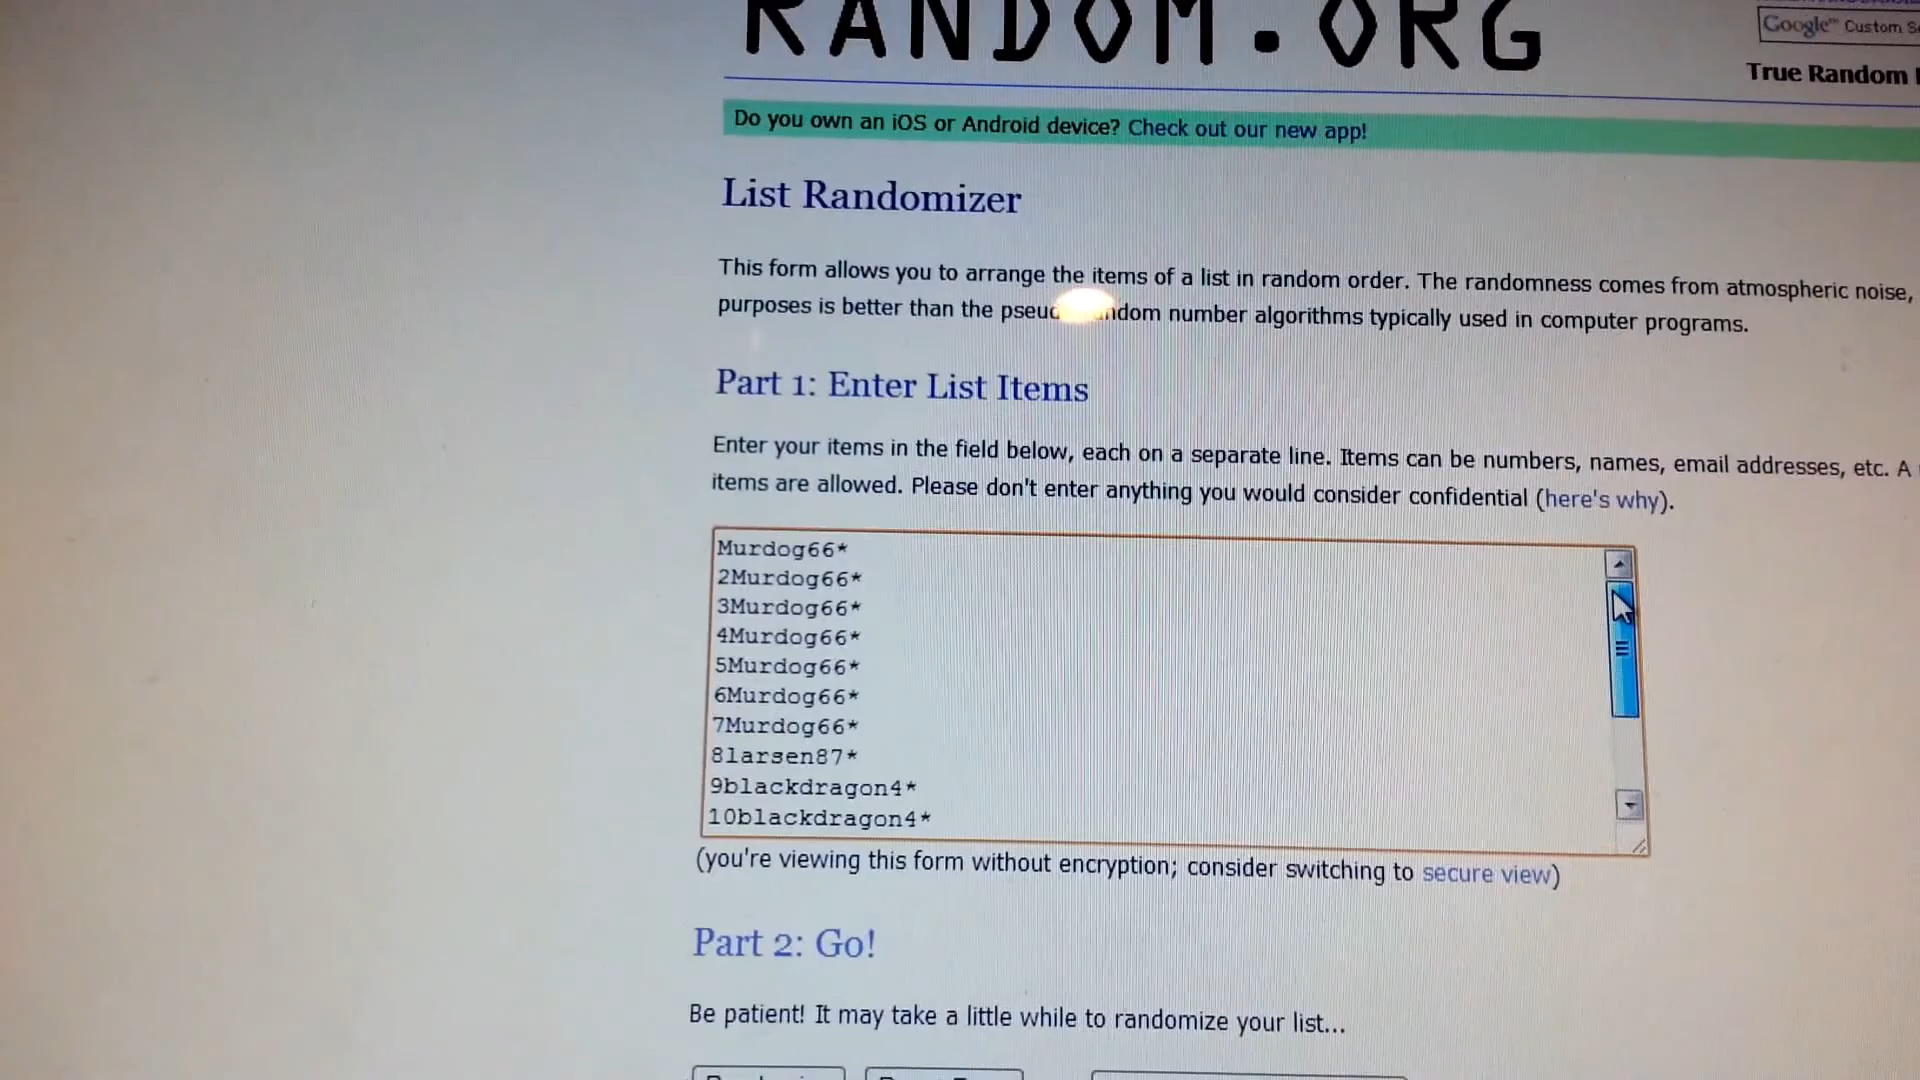 RANDOM.ORG
Google™ Custom
True Random
Do you own an iOS or Android device? Check out our new app!
List Randomizer
This form allows you to arrange the items of a list in random order. The randomness comes from atmospheric noise,
purposes is better than the number algorithms typically used in computer programs.
Part 1: Enter List Items
Enter your items in the field below, each on a separate line. Items can be numbers, names, email addresses, etc. A
items are allowed. Please don't enter anything you would consider confidential (here's why).
Murdog66*
2Murdog66*
3Murdog66*
4Murdog66*
5Murdog66*
6Murdog66*
7Murdog66*
8larsen87*
9blackdragon4*
10blackdragon4*
(you're viewing this form without encryption; consider switching to secure view)
Part 2: Go!
Be patient! It may take a little while to randomize your list...